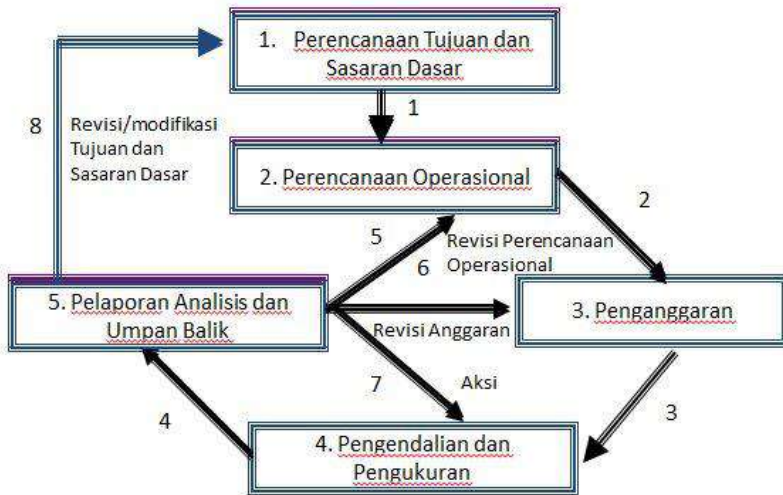 1. Perencanaan Tujuan dan
Sasaran Dasar
1
8
Revisi/modifikasi
Tujuan dan
Sasaran Dasar
2. Perencanaan Operasional
2
5
Revisi Perencanaan
6
Operasional
5. Pelaporan Analisis dan
Umpan Balik
3. Penganggaran
Revisi Anggaran
7
Aksi
4
3
4. Pengendalian dan
Pengukuran